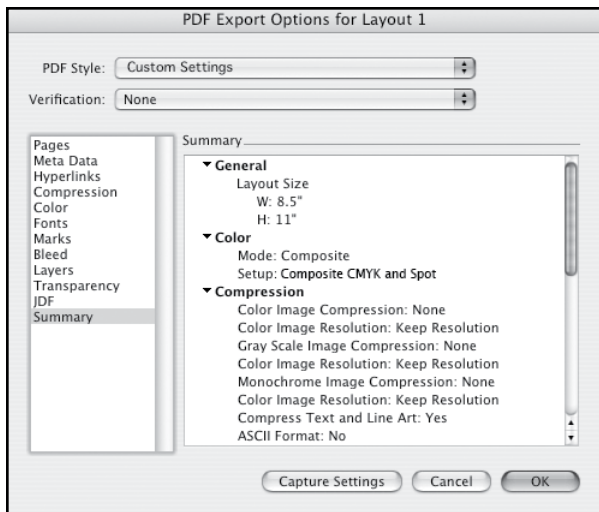 PDF Export Options for Layout 1
PDF Style: Custom Settings
Verification: None
Pages
Meta Data
Hyperlinks
Compression
Color
Fonts
Marks
Bleed
Layers
Transparency
JDF
Summary
Summary
General
Layout Size
W: 8.5"
H: 11"
Color
Mode: Composite
Setup: Composite CMYK and Spot
Compression
Color Image Compression: None
Color Image Resolution: Keep Resolution
Gray Scale Image Compression: None
Color Image Resolution: Keep Resolution
Monochrome Image Compression: None
Color Image Resolution: Keep Resolution
Compress Text and Line Art: Yes
ASCII Format: No
Capture Settings Cancel OK